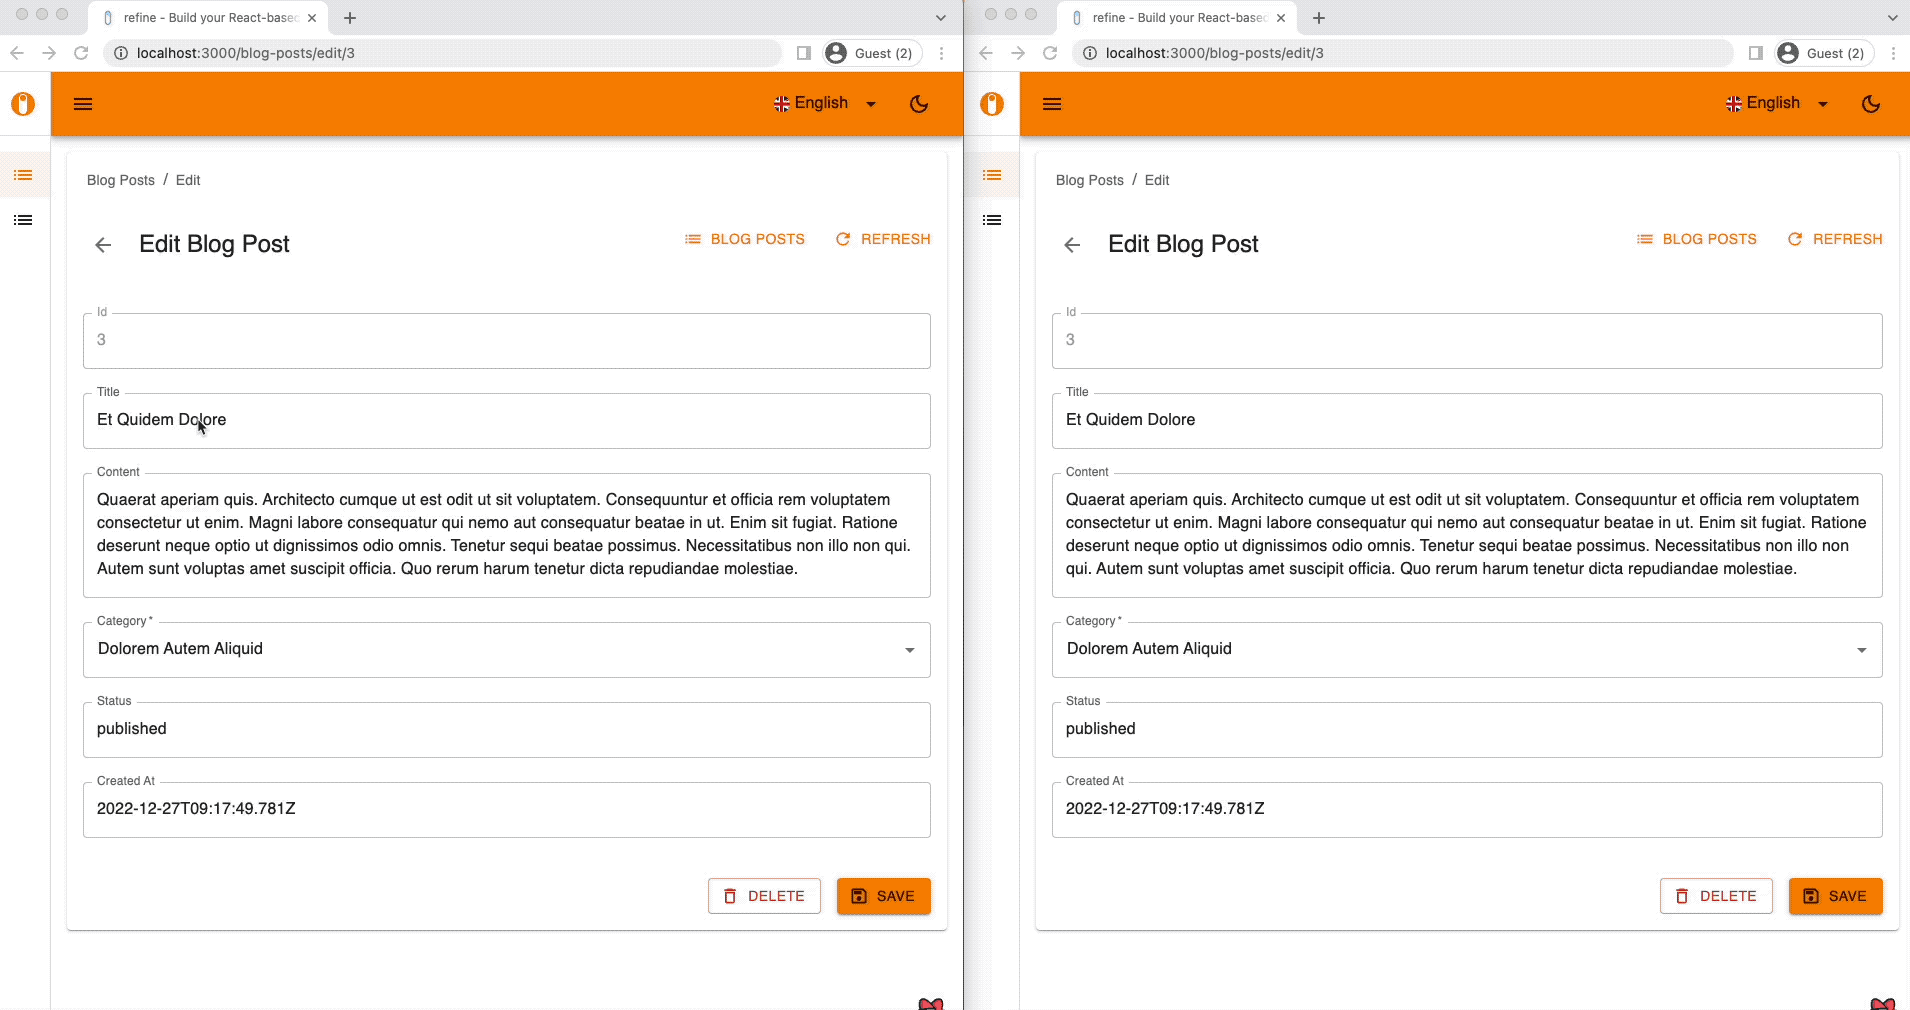 refine - Build your React-based
localhost:3000/blog-posts/edit/3
Guest (2)
English
Blog Posts / Edit
Edit Blog Post
BLOG POSTS
REFRESH
Id
3
Title
Et Quidem Dolore
Content
Quaerat aperiam quis. Architecto cumque ut est odit ut sit voluptatem. Consequuntur et officia rem voluptatem
consectetur ut enim. Magni labore consequatur qui nemo aut consequatur beatae in ut. Enim sit fugiat. Ratione
deserunt neque optio ut dignissimos odio omnis. Tenetur sequi beatae possimus. Necessitatibus non illo non qui.
Autem sunt voluptas amet suscipit officia. Quo rerum harum tenetur dicta repudiandae molestiae.
Category *
Dolorem Autem Aliquid
Status
published
Created At
2022-12-27T09:17:49.781Z
DELETE
SAVE
refine - Build your React-based
localhost:3000/blog-posts/edit/3
Guest (2)
English
Blog Posts / Edit
Edit Blog Post
BLOG POSTS
REFRESH
Id
3
Title
Et Quidem Dolore
Content
Quaerat aperiam quis. Architecto cumque ut est odit ut sit voluptatem. Consequuntur et officia rem voluptatem
consectetur ut enim. Magni labore consequatur qui nemo aut consequatur beatae in ut. Enim sit fugiat. Ratione
deserunt neque optio ut dignissimos odio omnis. Tenetur sequi beatae possimus. Necessitatibus non illo non
qui. Autem sunt voluptas amet suscipit officia. Quo rerum harum tenetur dicta repudiandae molestiae.
Category *
Dolorem Autem Aliquid
Status
published
Created At
2022-12-27T09:17:49.781Z
DELETE
SAVE